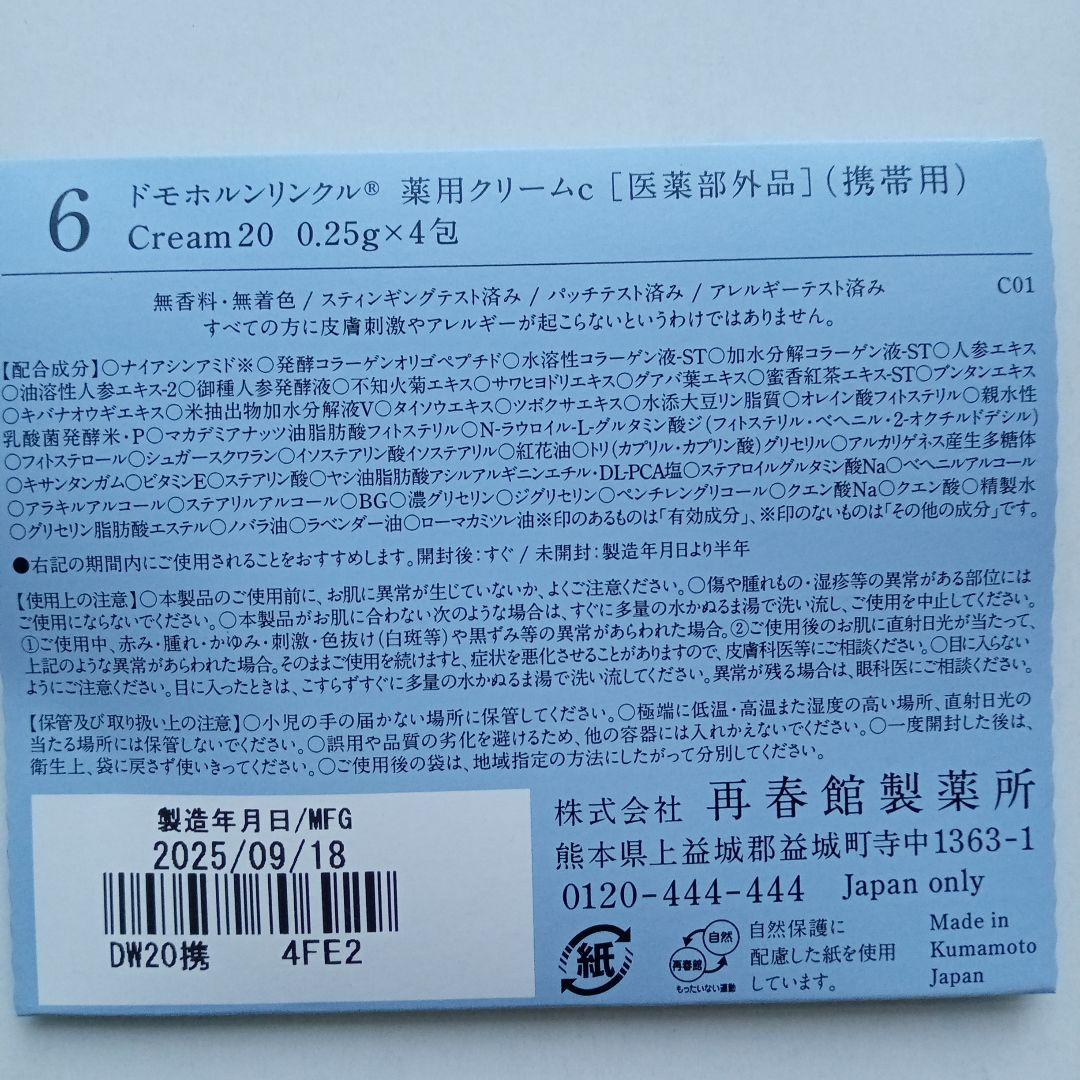 6
ドモホルンリンクル® 薬用クリームc［医薬部外品］（携帯用）
Cream20 0.25g×4包
無香料・無着色 / スティンギングテスト済み / パッチテスト済み / アレルギーテスト済み
C01
すべての方に皮膚刺激やアレルギーが起こらないというわけではありません。
【配合成分】○ナイアシンアミド※○発酵コラーゲンオリゴペプチド○水溶性コラーゲン液-ST○加水分解コラーゲン液-ST○人参エキス
○油溶性人参エキス-2○御種人参発酵液○不知火菊エキス○サワヒヨドリエキス○グアバ葉エキス○蜜香紅茶エキス-ST○ブンタンエキス
○キバナオウギエキス○米抽出物加水分解液V○タイソウエキス○ツボクサエキス○水添大豆リン脂質○オレイン酸フィトステリル○親水性
乳酸菌発酵米・P○マカデミアナッツ油脂肪酸フィトステリル○N-ラウロイル-L-グルタミン酸ジ(フィトステリル・ベヘニル・2-オクチルドデシル)
○フィトステロール○シュガースクワラン○イソステアリン酸イソステアリル○紅花油○トリ(カプリル・カプリン酸)グリセリル○アルカリゲネス産生多糖体
○キサンタンガム○ビタミンE○ステアリン酸○ヤシ油脂肪酸アシルアルギニンエチル・DL-PCA塩○ステアロイルグルタミン酸Na○ベヘニルアルコール
○アラキルアルコール○ステアリルアルコール○BG○濃グリセリン○ジグリセリン○ペンチレングリコール○クエン酸Na○クエン酸○精製水
○グリセリン脂肪酸エステル○ノバラ油○ラベンダー油○ローマカミツレ油※印のあるものは「有効成分」、※印のないものは「その他の成分」です。
●右記の期間内にご使用されることをおすすめします。開封後：すぐ / 未開封：製造年月日より半年
【使用上の注意】○本製品のご使用前に、お肌に異常が生じていないか、よくご注意ください。○傷や腫れもの・湿疹等の異常がある部位には
ご使用にならないでください。○本製品がお肌に合わない次のような場合は、すぐに多量の水かぬるま湯で洗い流し、ご使用を中止してください。
①ご使用中、赤み・腫れ・かゆみ・刺激・色抜け(白斑等)や黒ずみ等の異常があらわれた場合。②ご使用後のお肌に直射日光が当たって、
上記のような異常があらわれた場合。そのままご使用を続けますと、症状を悪化させることがありますので、皮膚科医等にご相談ください。○目に入らない
ようにご注意ください。目に入ったときは、こすらずすぐに多量の水かぬるま湯で洗い流してください。異常が残る場合は、眼科医にご相談ください。
【保管及び取り扱い上の注意】○小児の手の届かない場所に保管してください。○極端に低温・高温また湿度の高い場所、直射日光の
当たる場所には保管しないでください。○誤用や品質の劣化を避けるため、他の容器には入れかえないでください。○一度開封した後は、
衛生上、袋に戻さず使いきってください。○ご使用後の袋は、地域指定の方法にしたがって分別してください。
製造年月日/MFG
2025/09/18
DW20携 4FE2
株式会社 再春館製薬所
熊本県上益城郡益城町寺中1363-1
0120-444-444 Japan only
紙
自然
再春館
もったいない運動
自然保護に
配慮した紙を使用
しています。
Made in
Kumamoto
Japan